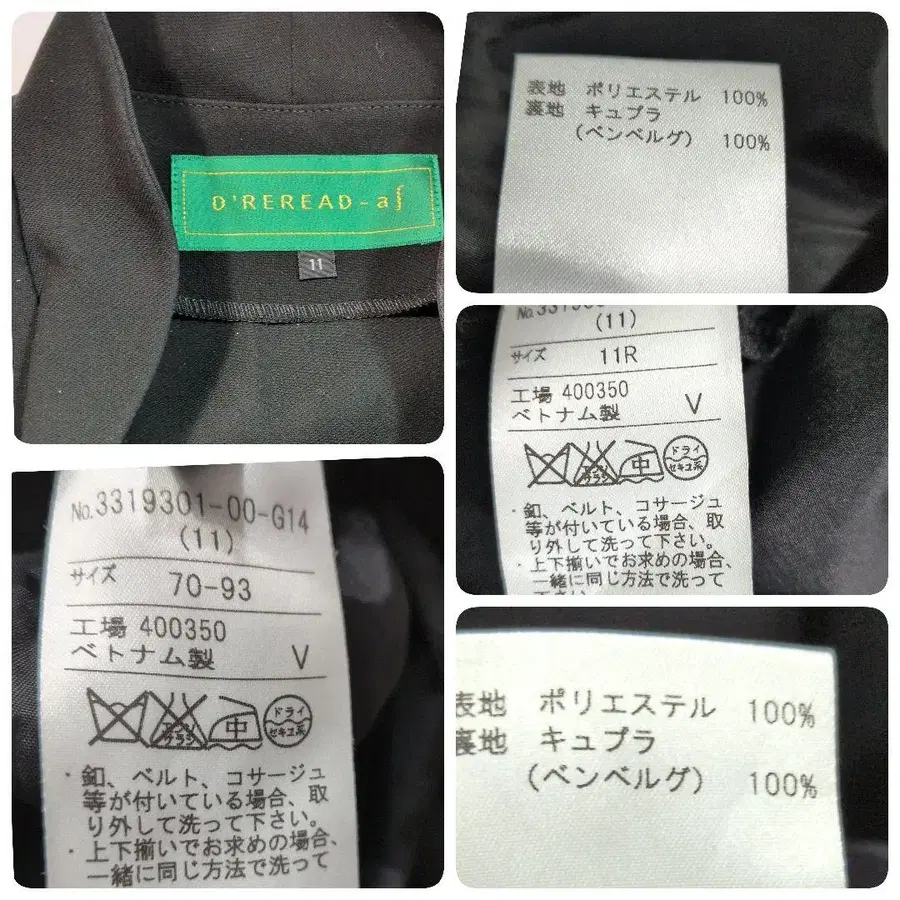 D'REREAD-a∫
11
表地 ポリエステル 100%
裏地 キュプラ
(ベンベルグ) 100%
(11)
サイズ 11R
工場 400350
ベトナム製 V
中
ドライ
セキユ系
・釦、ベルト、コサージュ
等が付いている場合、取
り外して洗って下さい。
・上下揃いでお求めの場合、
一緒に同じ方法で洗って
No.3319301-00-G14
(11)
サイズ 70-93
工場 400350
ベトナム製 V
エンソ
サラシ
中
ドライ
セキユ系
・釦、ベルト、コサージュ
等が付いている場合、取
り外して洗って下さい。
・上下揃いでお求めの場合、
一緒に同じ方法で洗って
表地 ポリエステル 100%
裏地 キュプラ
(ベンベルグ) 100%